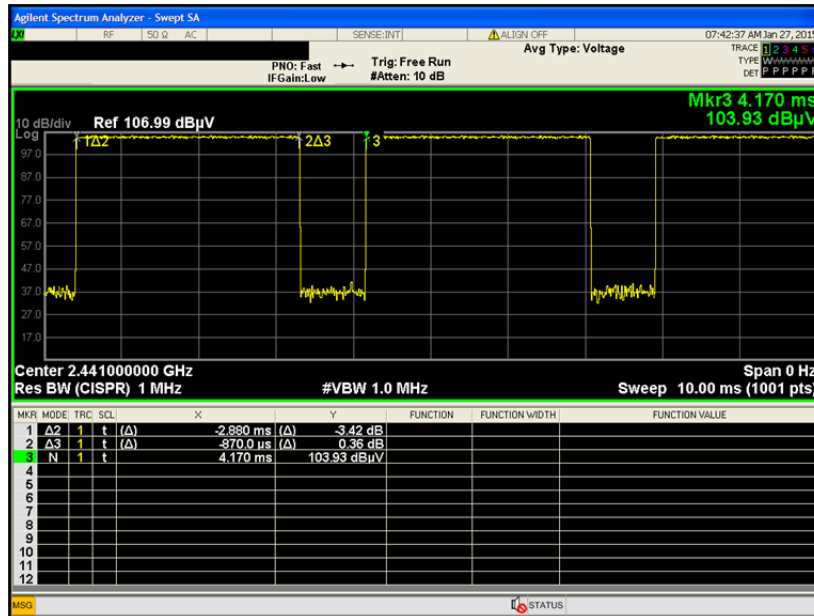 Agilent Spectrum Analyzer - Swept SA
LXI RF 50 Ω AC SENSE:INT ALIGN OFF 07:42:37 AM Jan 27, 2015
Avg Type: Voltage
TRACE 1 2 3 4 5
TYPE W
DET P P P P P
PNO: Fast
IFGain:Low
Trig: Free Run
#Atten: 10 dB
Mkr3 4.170 ms
103.93 dBµV
10 dB/div Ref 106.99 dBµV
Log
1Δ2 2Δ3 3
97.0
87.0
77.0
67.0
57.0
47.0
37.0
27.0
17.0
Center 2.441000000 GHz Span 0 Hz
Res BW (CISPR) 1 MHz #VBW 1.0 MHz Sweep 10.00 ms (1001 pts)
MKR MODE TRC SCL X Y FUNCTION FUNCTION WIDTH FUNCTION VALUE
1 Δ2 1 t (Δ) -2.880 ms (Δ) -3.42 dB
2 Δ3 1 t (Δ) -870.0 µs (Δ) 0.36 dB
3 N 1 t 4.170 ms 103.93 dBµV
4
5
6
7
8
9
10
11
12
MSG STATUS